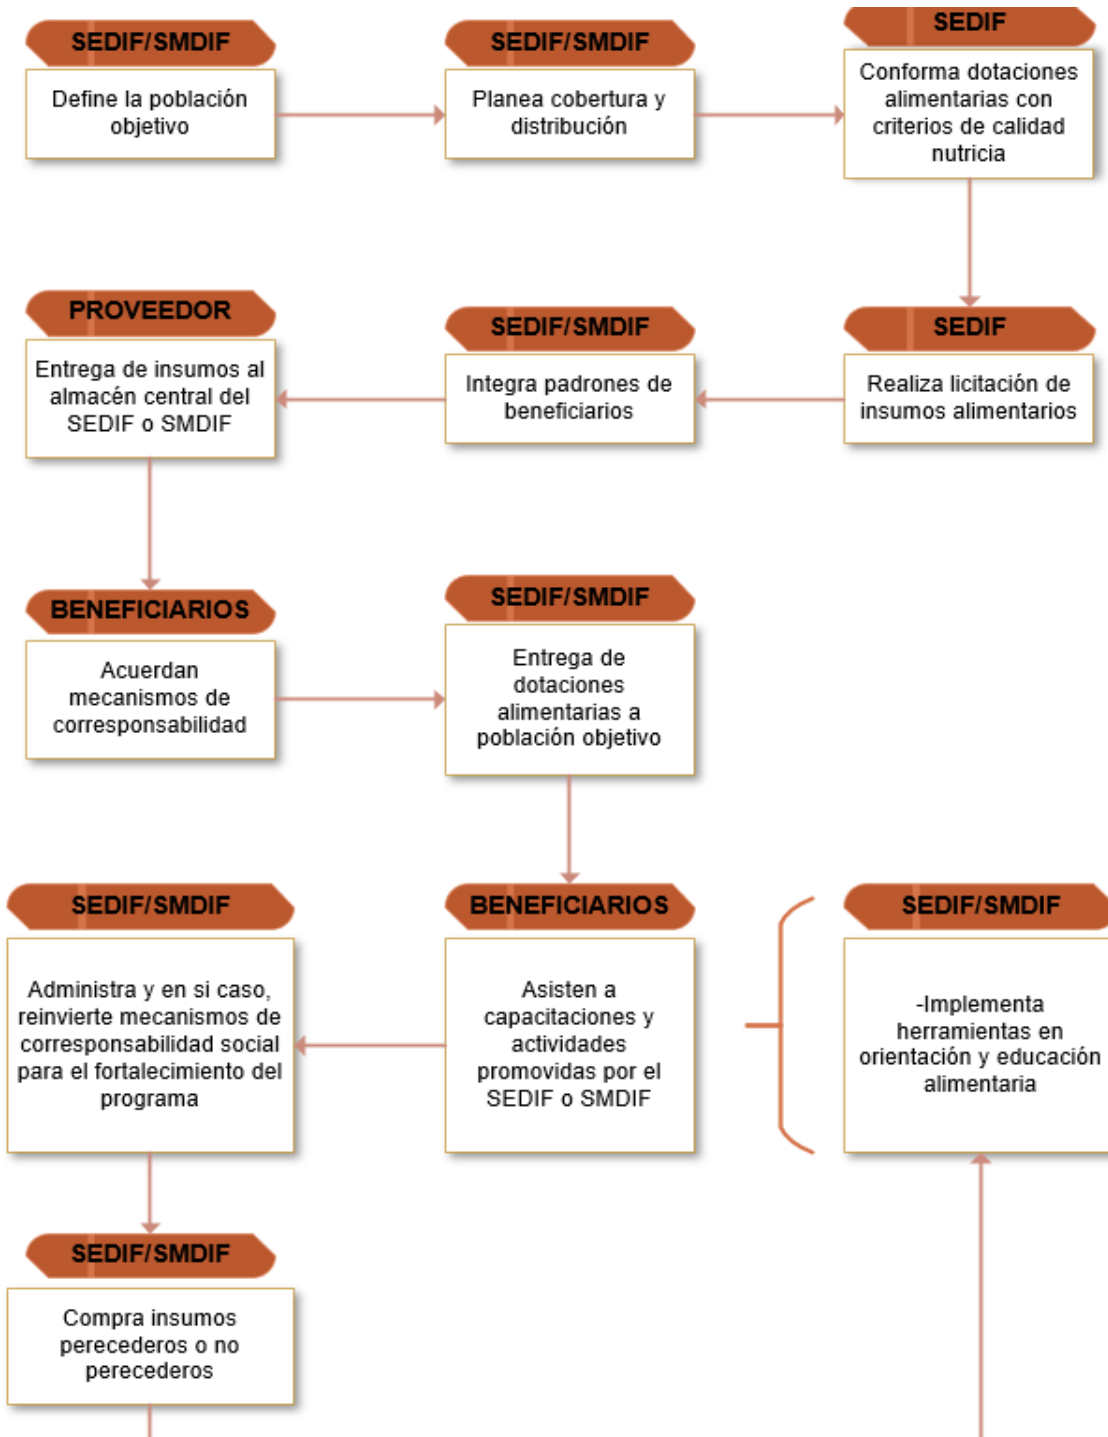 SEDIF/SMDIF
Define la población
objetivo
SEDIF/SMDIF
Planea cobertura y
distribución
SEDIF
Conforma dotaciones
alimentarias con
criterios de calidad
nutricia
SEDIF
Realiza licitación de
insumos alimentarios
SEDIF/SMDIF
Integra padrones de
beneficiarios
PROVEEDOR
Entrega de insumos al
almacén central del
SEDIF o SMDIF
BENEFICIARIOS
Acuerdan
mecanismos de
corresponsabilidad
SEDIF/SMDIF
Entrega de
dotaciones
alimentarias a
población objetivo
BENEFICIARIOS
Asisten a
capacitaciones y
actividades
promovidas por el
SEDIF o SMDIF
SEDIF/SMDIF
Administra y en si caso,
reinvierte mecanismos de
corresponsabilidad social
para el fortalecimiento del
programa
SEDIF/SMDIF
Compra insumos
perecederos o no
perecederos
SEDIF/SMDIF
-Implementa
herramientas en
orientación y educación
alimentaria